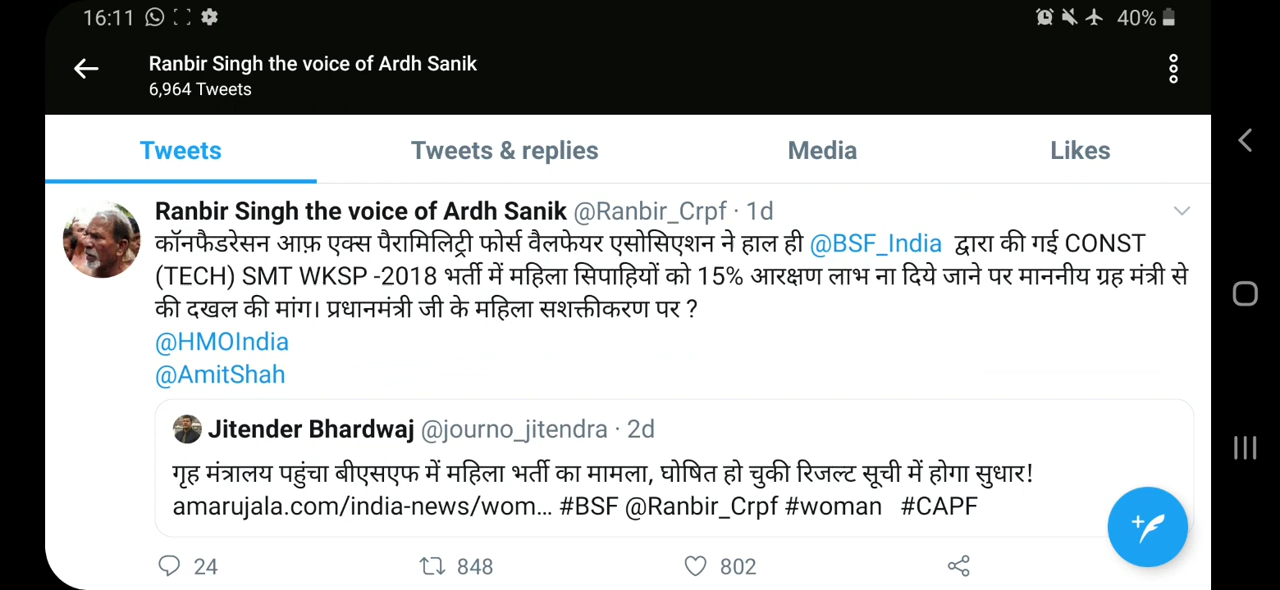 16:11
40%
Ranbir Singh the voice of Ardh Sanik
6,964 Tweets
Tweets Tweets & replies Media Likes
Ranbir Singh the voice of Ardh Sanik @Ranbir_Crpf · 1d
कॉनफैडरेसन आफ़ एक्स पैरामिलिट्री फोर्स वैलफेयर एसोसिएशन ने हाल ही @BSF_India द्वारा की गई CONST
(TECH) SMT WKSP -2018 भर्ती में महिला सिपाहियों को 15% आरक्षण लाभ ना दिये जाने पर माननीय ग्रह मंत्री से
की दखल की मांग। प्रधानमंत्री जी के महिला सशक्तीकरण पर ?
@HMOIndia
@AmitShah
Jitender Bhardwaj @journo_jitendra · 2d
गृह मंत्रालय पहुंचा बीएसएफ में महिला भर्ती का मामला, घोषित हो चुकी रिजल्ट सूची में होगा सुधार!
amarujala.com/india-news/wom... #BSF @Ranbir_Crpf #woman #CAPF
24 848 802